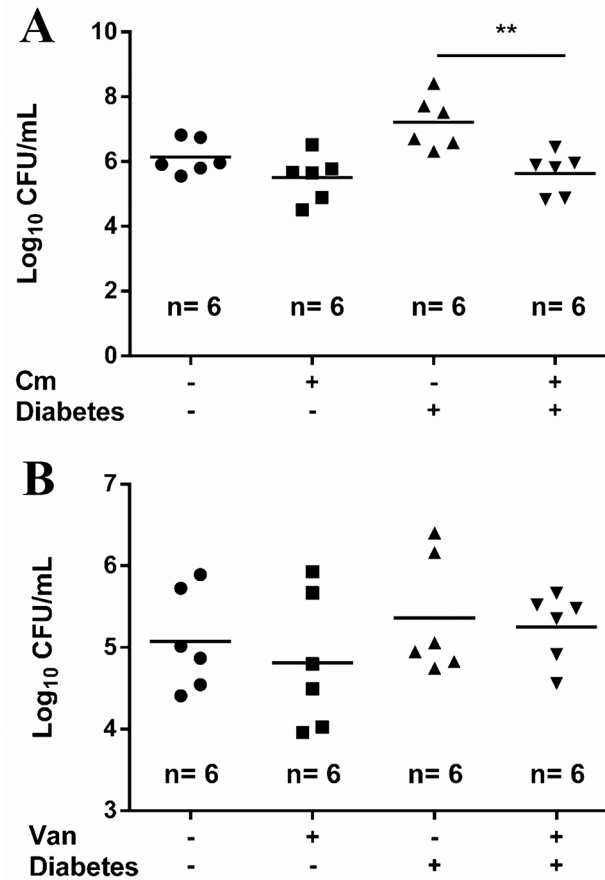 A
**
10
8
6
4
2
0
Log10 CFU/mL
n= 6 n= 6 n= 6 n= 6
Cm - + - +
Diabetes - - + +
B
7
6
5
4
3
Log10 CFU/mL
n= 6 n= 6 n= 6 n= 6
Van - + - +
Diabetes - - + +